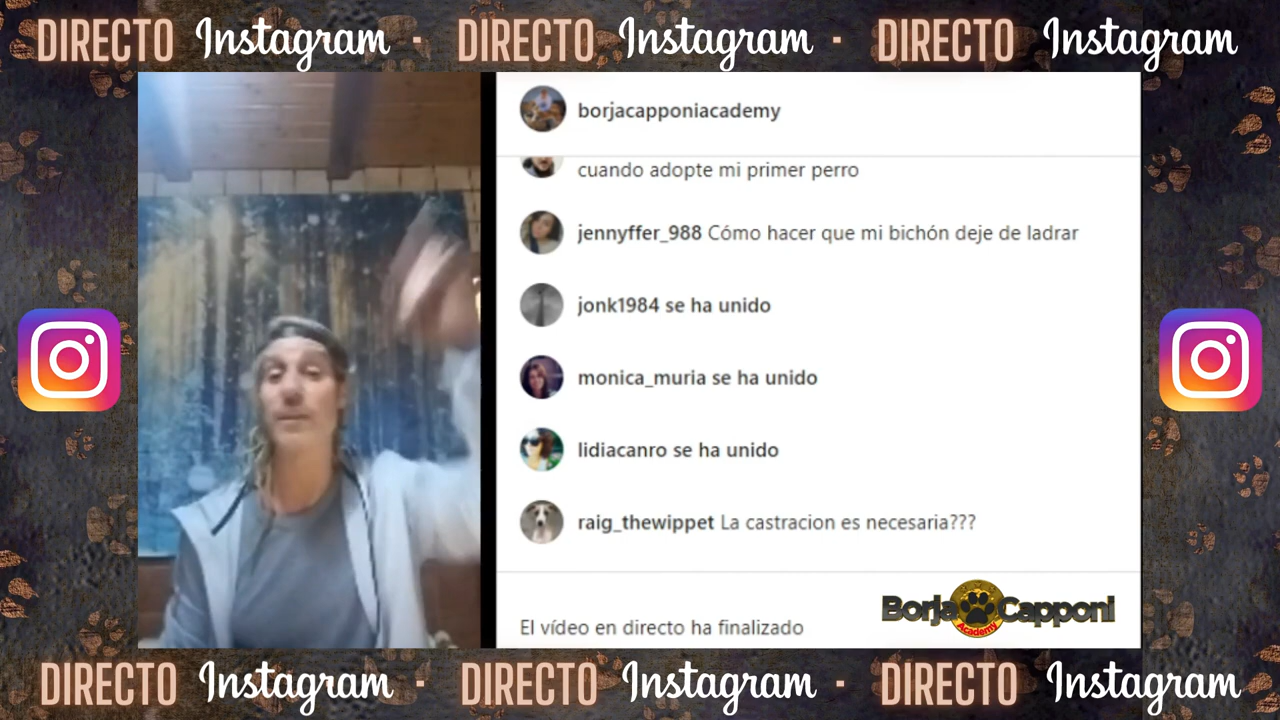 DIRECTO Instagram · DIRECTO Instagram · DIRECTO Instagram
borjacapponiacademy
cuando adopte mi primer perro
jennyffer_988 Cómo hacer que mi bichón deje de ladrar
jonk1984 se ha unido
monica_muria se ha unido
lidiacanro se ha unido
raig_thewippet La castracion es necesaria???
Borja Capponi
Academy
El vídeo en directo ha finalizado
DIRECTO Instagram · DIRECTO Instagram · DIRECTO Instagram